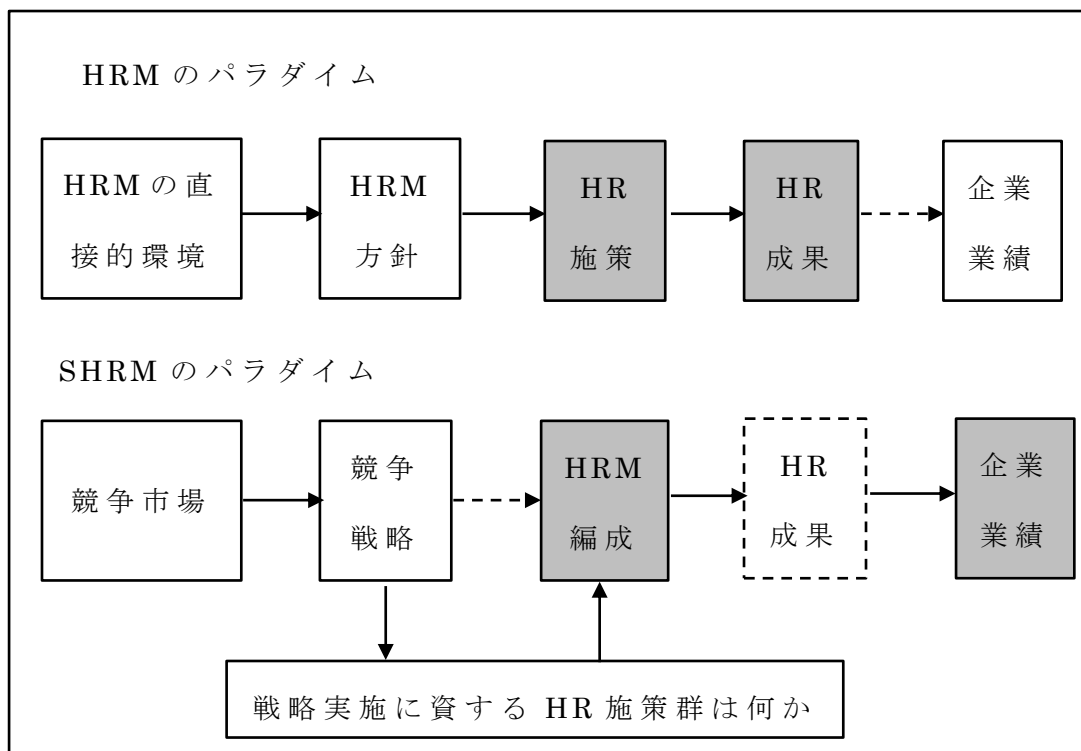 HRMのパラダイム
HRMの直
接的環境
HRM
方針
HR
施策
HR
成果
企業
業績
SHRMのパラダイム
競争市場
競争
戦略
HRM
編成
HR
成果
企業
業績
戦略実施に資するHR施策群は何か